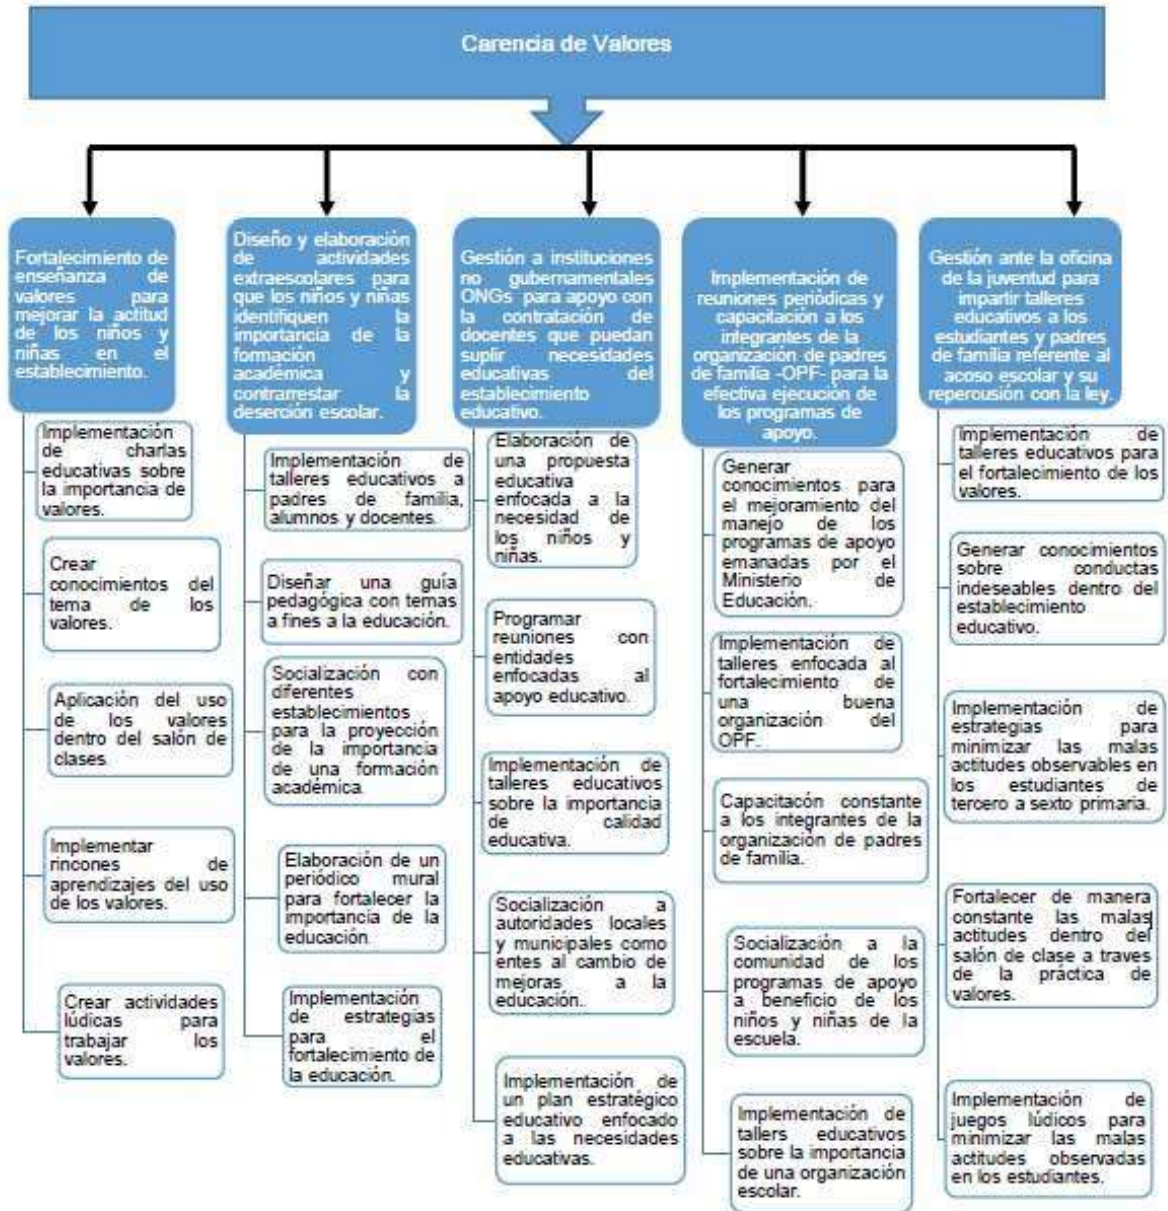 Carencia de Valores
Fortalecimiento de
enseñanza de
valores para
mejorar la actitud
de los niños y
niñas en el
establecimiento.
Implementación
de charlas
educativas sobre
la importancia de
valores.
Crear
conocimientos del
tema de los
valores.
Aplicación del uso
de los valores
dentro del salón de
clases.
Implementar
rincones de
aprendizajes del uso
de los valores.
Crear actividades
lúdicas para
trabajar los
valores.
Diseño y elaboración
de actividades
extraescolares para
que los niños y niñas
identifiquen la
importancia de la
formación
académica y
contrarrestar la
deserción escolar.
Implementación de
talleres educativos a
padres de familia,
alumnos y docentes.
Diseñar una guía
pedagógica con temas
a fines a la educación.
Socialización con
diferentes
establecimientos
para la proyección
de la importancia
de una formación
académica.
Elaboración de un
periódico mural
para fortalecer la
importancia de la
educación.
Implementación
de estrategias
para el
fortalecimiento de
la educación.
Gestión a instituciones
no gubernamentales
ONGs para apoyo con
la contratación de
docentes que puedan
suplir necesidades
educativas del
establecimiento
educativo.
Elaboración de
una propuesta
educativa
enfocada a la
necesidad de
los niños y
niñas.
Programar
reuniones con
entidades
enfocadas al
apoyo educativo.
Implementación de
talleres educativos
sobre la importancia
de calidad
educativa.
Socialización a
autoridades locales
y municipales como
entes al cambio de
mejoras a la
educación.
Implementación de
un plan estratégico
educativo enfocado
a las necesidades
educativas.
Implementación de
reuniones periódicas y
capacitación a los
integrantes de la
organización de padres
de familia -OPF- para la
efectiva ejecución de
los programas de
apoyo.
Generar
conocimientos para
el mejoramiento del
manejo de los
programas de apoyo
emanadas por el
Ministerio de
Educación.
Implementación de
talleres enfocada al
fortalecimiento de
una buena
organización del
OPF.
Capacitacón constante
a los integrantes de la
organización de padres
de familia.
Socialización a la
comunidad de los
programas de apoyo
a beneficio de los
niños y niñas de la
escuela.
Implementación de
tallers educativos
sobre la importancia
de una organización
escolar.
Gestión ante la oficina
de la juventud para
impartir talleres
educativos a los
estudiantes y padres
de familia referente al
acoso escolar y su
repercusión con la ley.
Implementación de
talleres educativos para
el fortalecimiento de los
valores.
Generar conocimientos
sobre conductas
indeseables dentro del
establecimiento
educativo.
Implementación de
estrategias para
minimizar las malas
actitudes observables en
los estudiantes de
tercero a sexto primaria.
Fortalecer de manera
constante las malas
actitudes dentro del
salón de clase a traves
de la práctica de
valores.
Implementación de
juegos lúdicos para
minimizar las malas
actitudes observadas
en los estudiantes.